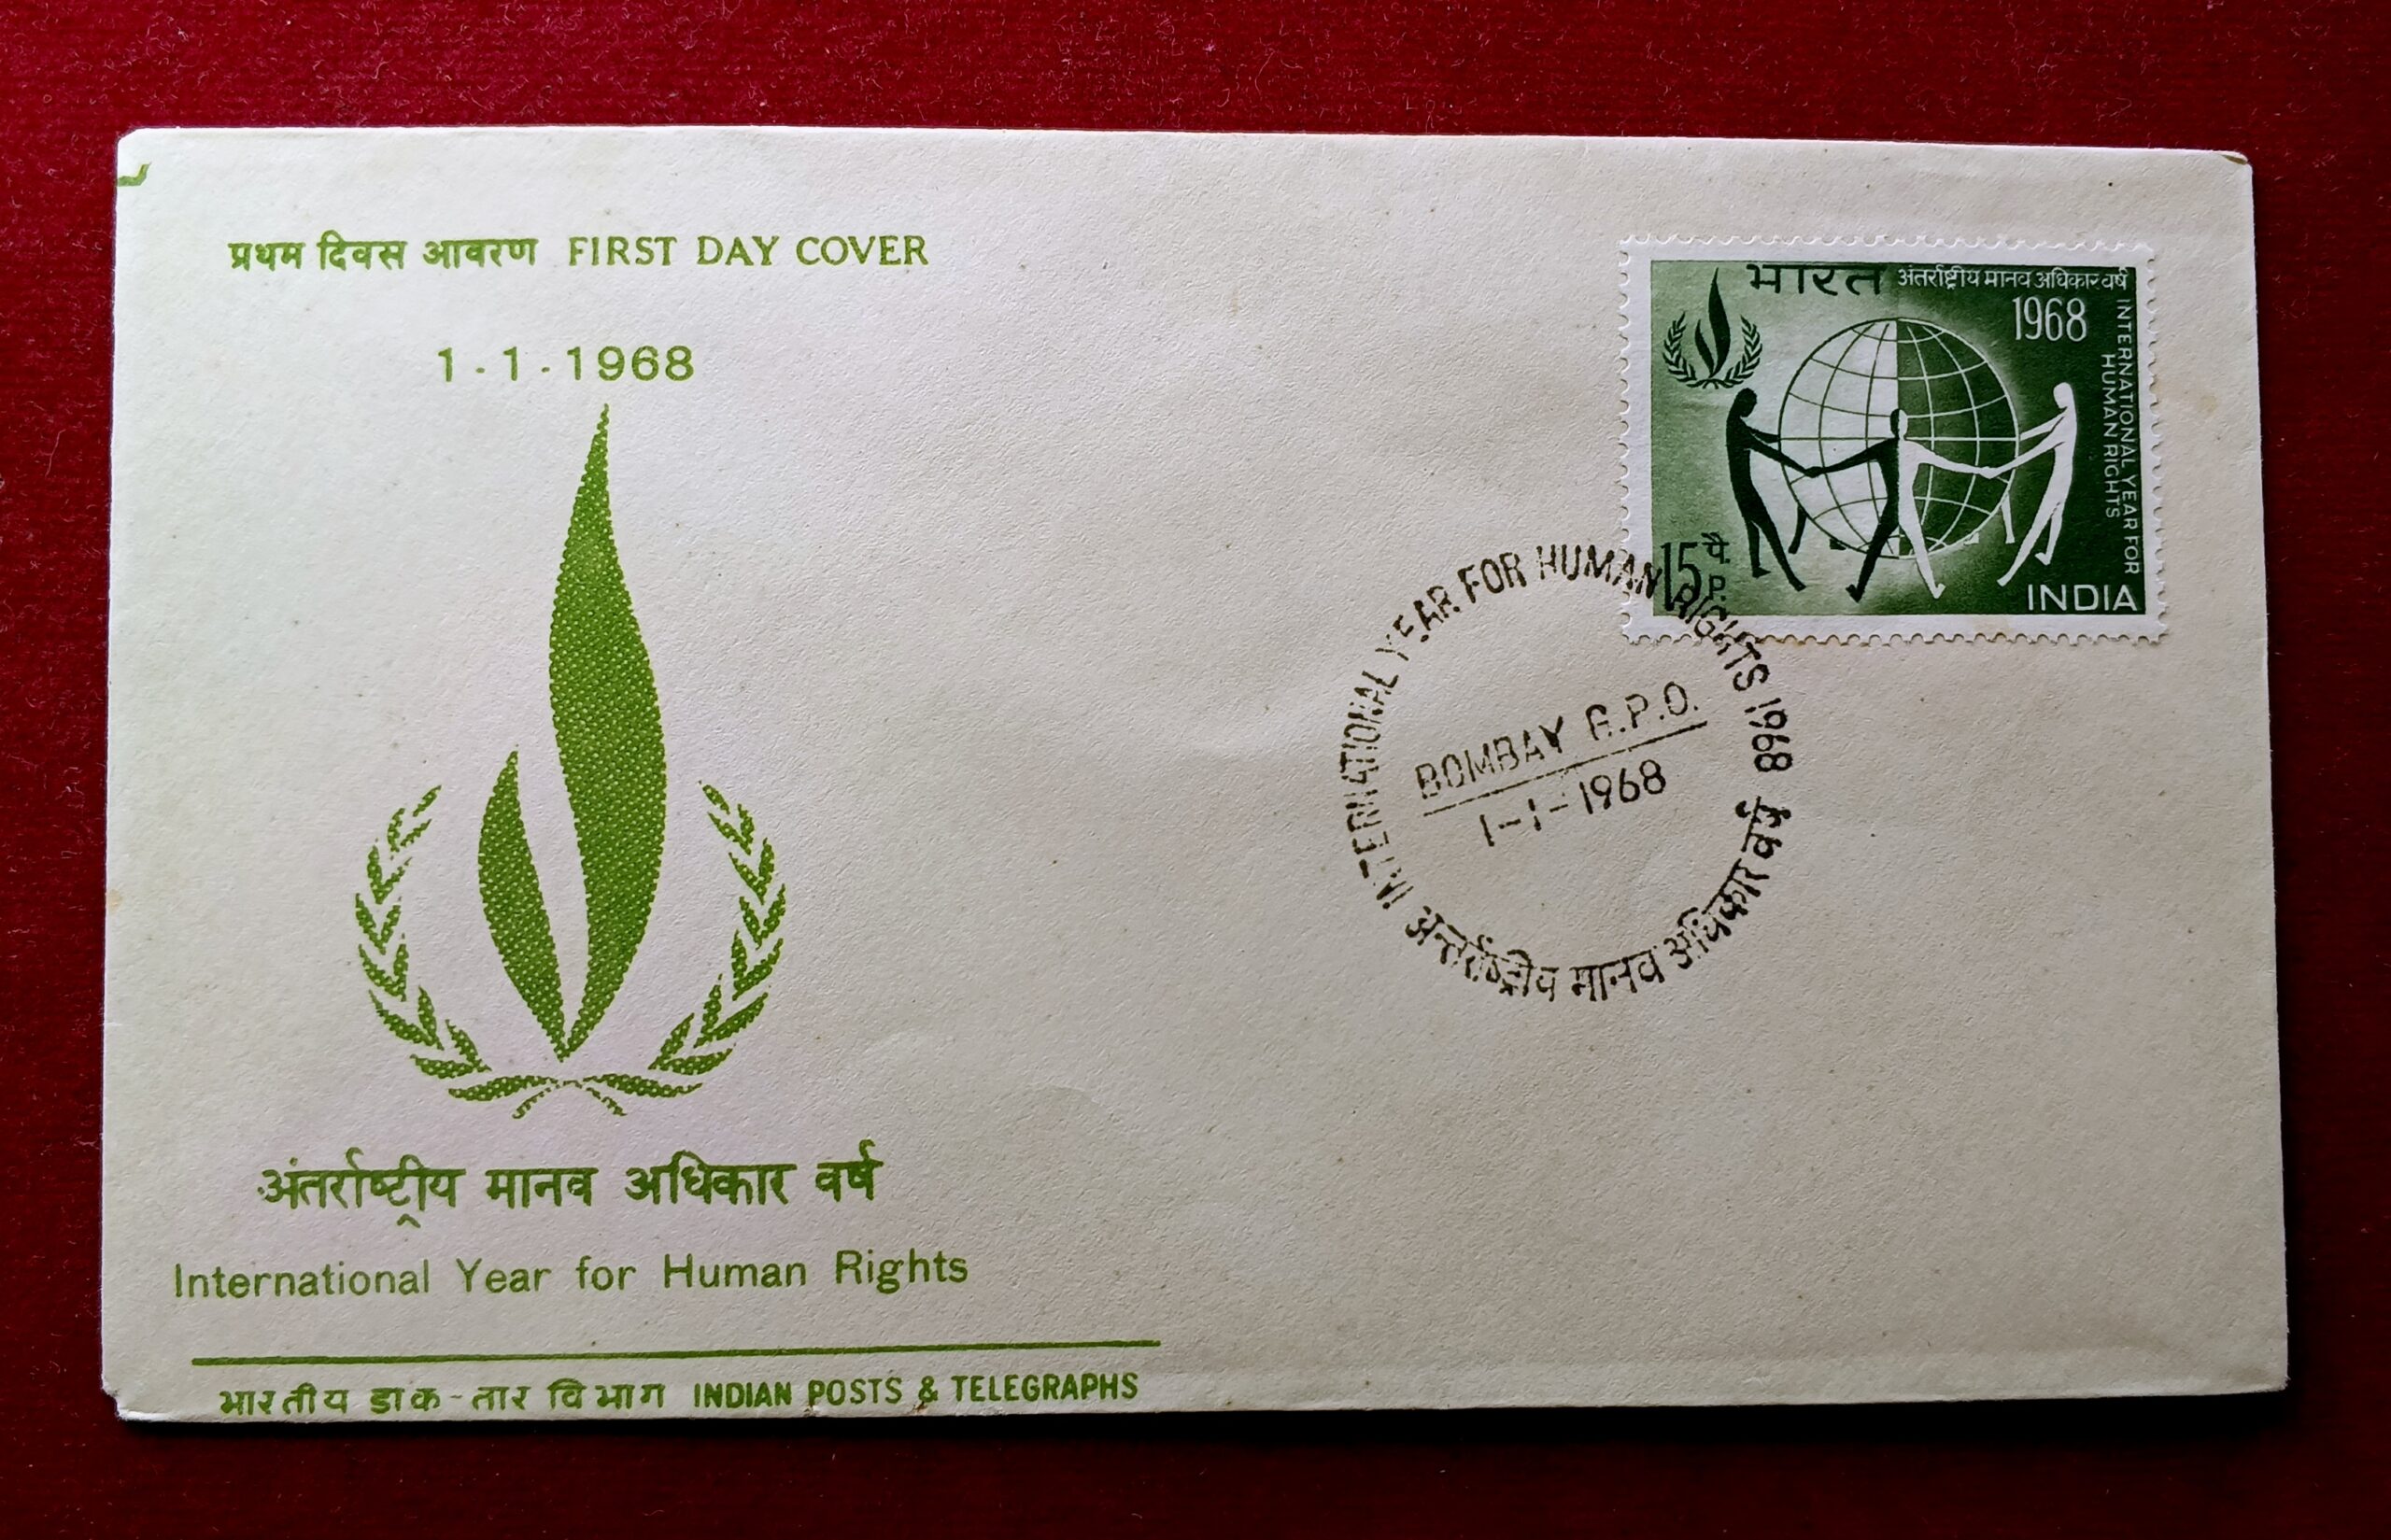 प्रथम दिवस आवरण FIRST DAY COVER
1.1.1968
भारत अंतर्राष्ट्रीय मानव अधिकार वर्ष
1968
INTERNATIONAL YEAR FOR
HUMAN RIGHTS
15 पै
P.
INDIA
INTERNATIONAL YEAR FOR HUMAN RIGHTS 1968
BOMBAY G.P.O.
1-1-1968
अन्तर्राष्ट्रीय मानव अधिकार वर्ष
अंतर्राष्ट्रीय मानव अधिकार वर्ष
International Year for Human Rights
भारतीय डाक-तार विभाग INDIAN POSTS & TELEGRAPHS